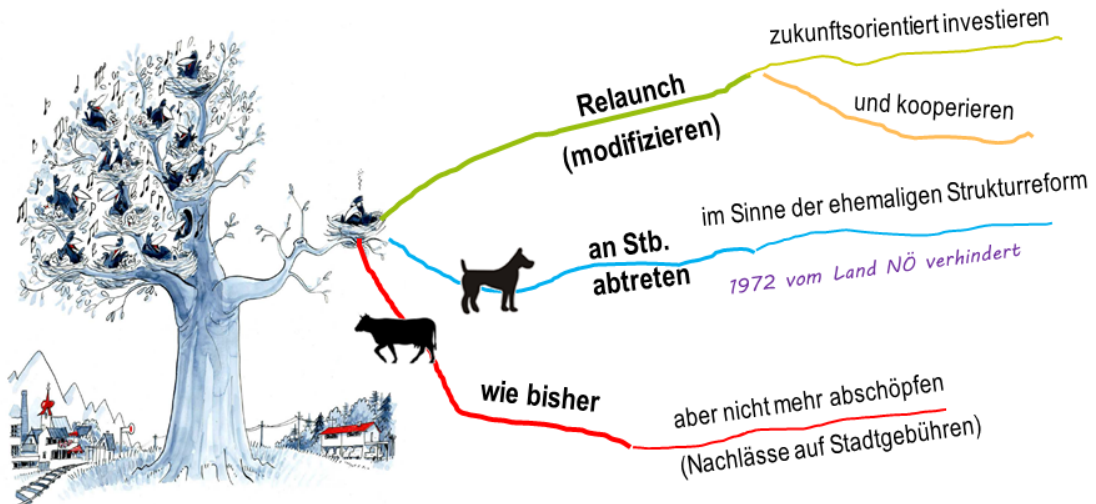 zukunftsorientiert investieren
Relaunch
(modifizieren)
und kooperieren
im Sinne der ehemaligen Strukturreform
an Stb.
abtreten
1972 vom Land NÖ verhindert
wie bisher
aber nicht mehr abschöpfen
(Nachlässe auf Stadtgebühren)